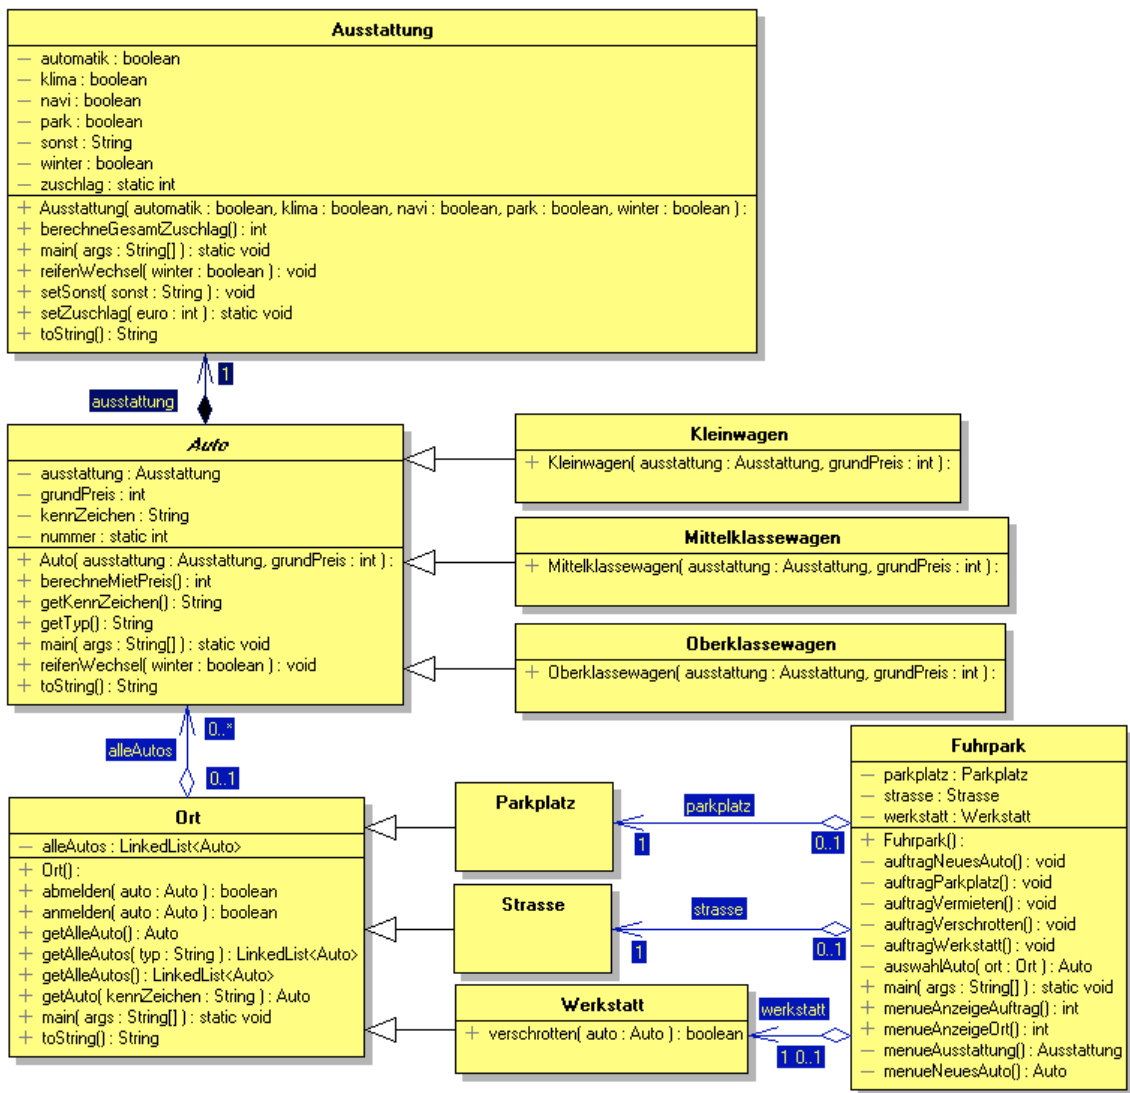 Ausstattung
− automatik : boolean
− klima : boolean
− navi : boolean
− park : boolean
− sonst : String
− winter : boolean
− zuschlag : static int
+ Ausstattung( automatik : boolean, klima : boolean, navi : boolean, park : boolean, winter : boolean ) :
+ berechneGesamtZuschlag() : int
+ main( args : String[] ) : static void
+ reifenWechsel( winter : boolean ) : void
+ setSonst( sonst : String ) : void
+ setZuschlag( euro : int ) : static void
+ toString() : String
1
ausstattung
Auto
− ausstattung : Ausstattung
− grundPreis : int
− kennZeichen : String
− nummer : static int
+ Auto( ausstattung : Ausstattung, grundPreis : int ) :
+ berechneMietPreis() : int
+ getKennZeichen() : String
+ getTyp() : String
+ main( args : String[] ) : static void
+ reifenWechsel( winter : boolean ) : void
+ toString() : String
Kleinwagen
+ Kleinwagen( ausstattung : Ausstattung, grundPreis : int ) :
Mittelklassewagen
+ Mittelklassewagen( ausstattung : Ausstattung, grundPreis : int ) :
Oberklassewagen
+ Oberklassewagen( ausstattung : Ausstattung, grundPreis : int ) :
0..*
alleAutos
0..1
Ort
− alleAutos : LinkedList<Auto>
+ Ort() :
+ abmelden( auto : Auto ) : boolean
+ anmelden( auto : Auto ) : boolean
+ getAlleAuto() : Auto
+ getAlleAutos( typ : String ) : LinkedList<Auto>
+ getAlleAutos() : LinkedList<Auto>
+ getAuto( kennZeichen : String ) : Auto
+ main( args : String[] ) : static void
+ toString() : String
Parkplatz
parkplatz
1
0..1
Strasse
strasse
1
0..1
Werkstatt
+ verschrotten( auto : Auto ) : boolean
werkstatt
1 0..1
Fuhrpark
− parkplatz : Parkplatz
− strasse : Strasse
− werkstatt : Werkstatt
+ Fuhrpark() :
− auftragNeuesAuto() : void
− auftragParkplatz() : void
− auftragVermieten() : void
− auftragVerschrotten() : void
− auftragWerkstatt() : void
− auswahlAuto( ort : Ort ) : Auto
+ main( args : String[] ) : static void
+ menueAnzeigeAuftrag() : int
+ menueAnzeigeOrt() : int
− menueAusstattung() : Ausstattung
− menueNeuesAuto() : Auto